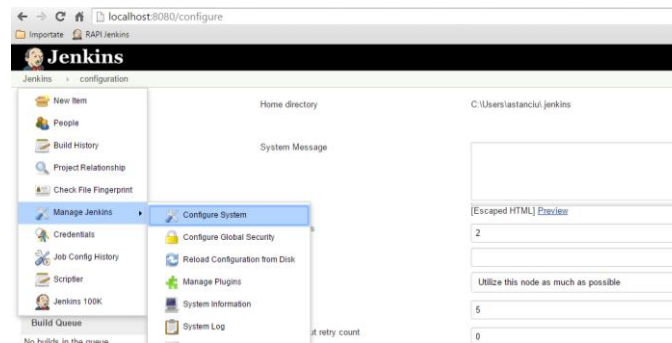 localhost:8080/configure
Importate RAPI Jenkins
Jenkins
Jenkins › configuration
New Item
People
Build History
Project Relationship
Check File Fingerprint
Manage Jenkins
Credentials
Job Config History
Scriptler
Jenkins 100K
Build Queue
No builds in the queue
Configure System
Configure Global Security
Reload Configuration from Disk
Manage Plugins
System Information
System Log
Home directory C:\Users\astanciu\.jenkins
System Message
[Escaped HTML] Preview
s 2
Utilize this node as much as possible
5
ut retry count 0